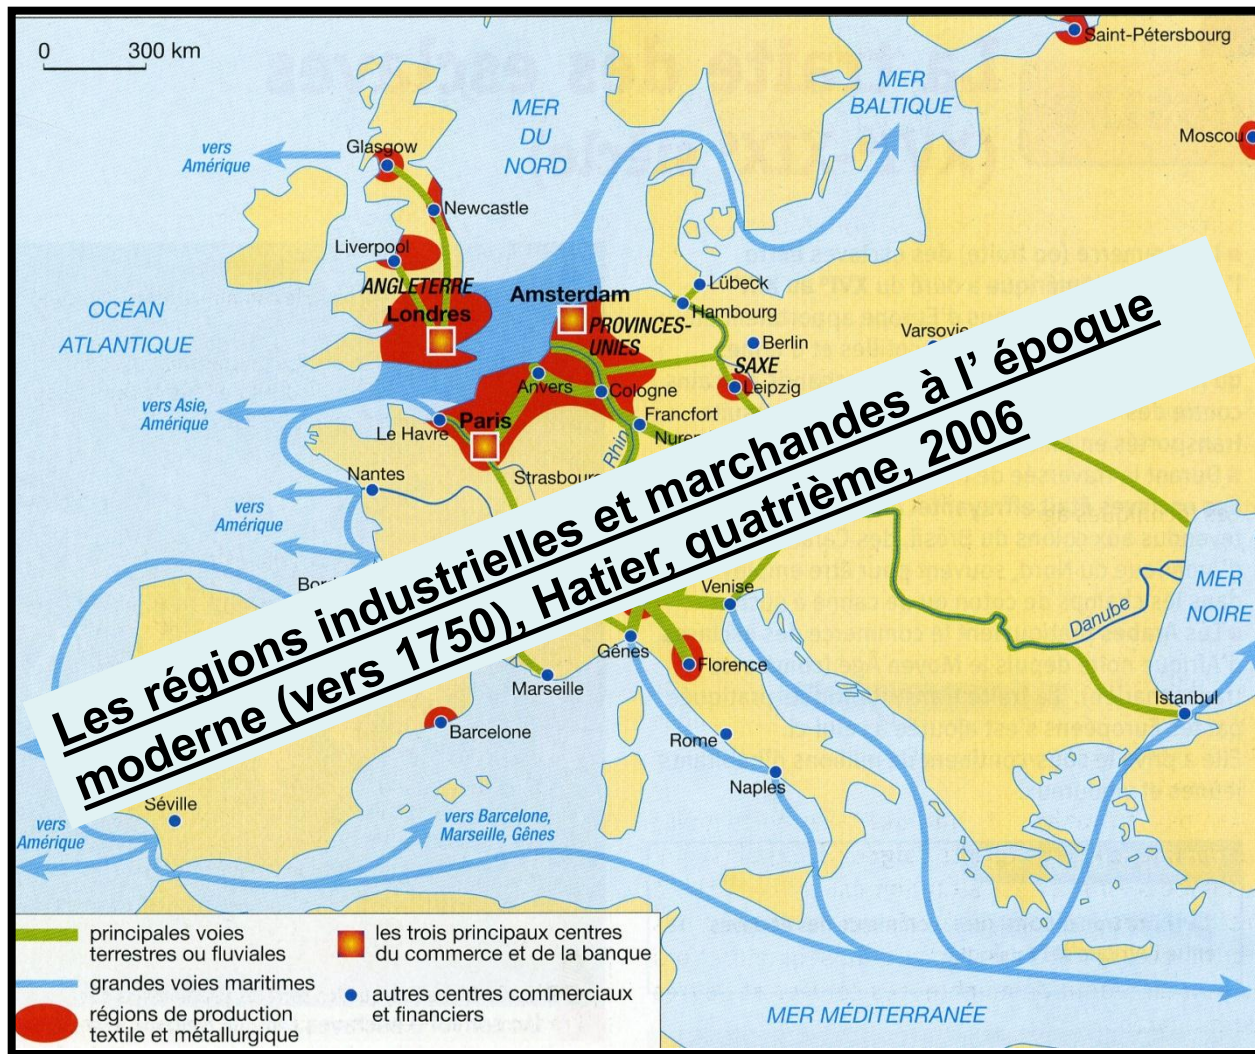 0 300 km
Saint-Pétersbourg
MER
BALTIQUE
MER
DU
NORD
Moscou
vers
Amérique
Glasgow
Newcastle
Liverpool
ANGLETERRE
Londres
Amsterdam
PROVINCES-
UNIES
Lübeck
Hambourg
OCÉAN
ATLANTIQUE
Berlin
SAXE
Leipzig
Anvers
Cologne
vers Asie,
Amérique
Le Havre
Paris
Francfort
Rhin
Nantes
vers
Amérique
Les régions industrielles et marchandes à l’ époque
moderne (vers 1750), Hatier, quatrième, 2006
Venise
Danube
MER
NOIRE
Gênes
Florence
Marseille
Istanbul
Barcelone
Rome
Naples
Séville
vers
Amérique
vers Barcelone,
Marseille, Gênes
principales voies
terrestres ou fluviales
grandes voies maritimes
régions de production
textile et métallurgique
les trois principaux centres
du commerce et de la banque
autres centres commerciaux
et financiers
MER MÉDITERRANÉE